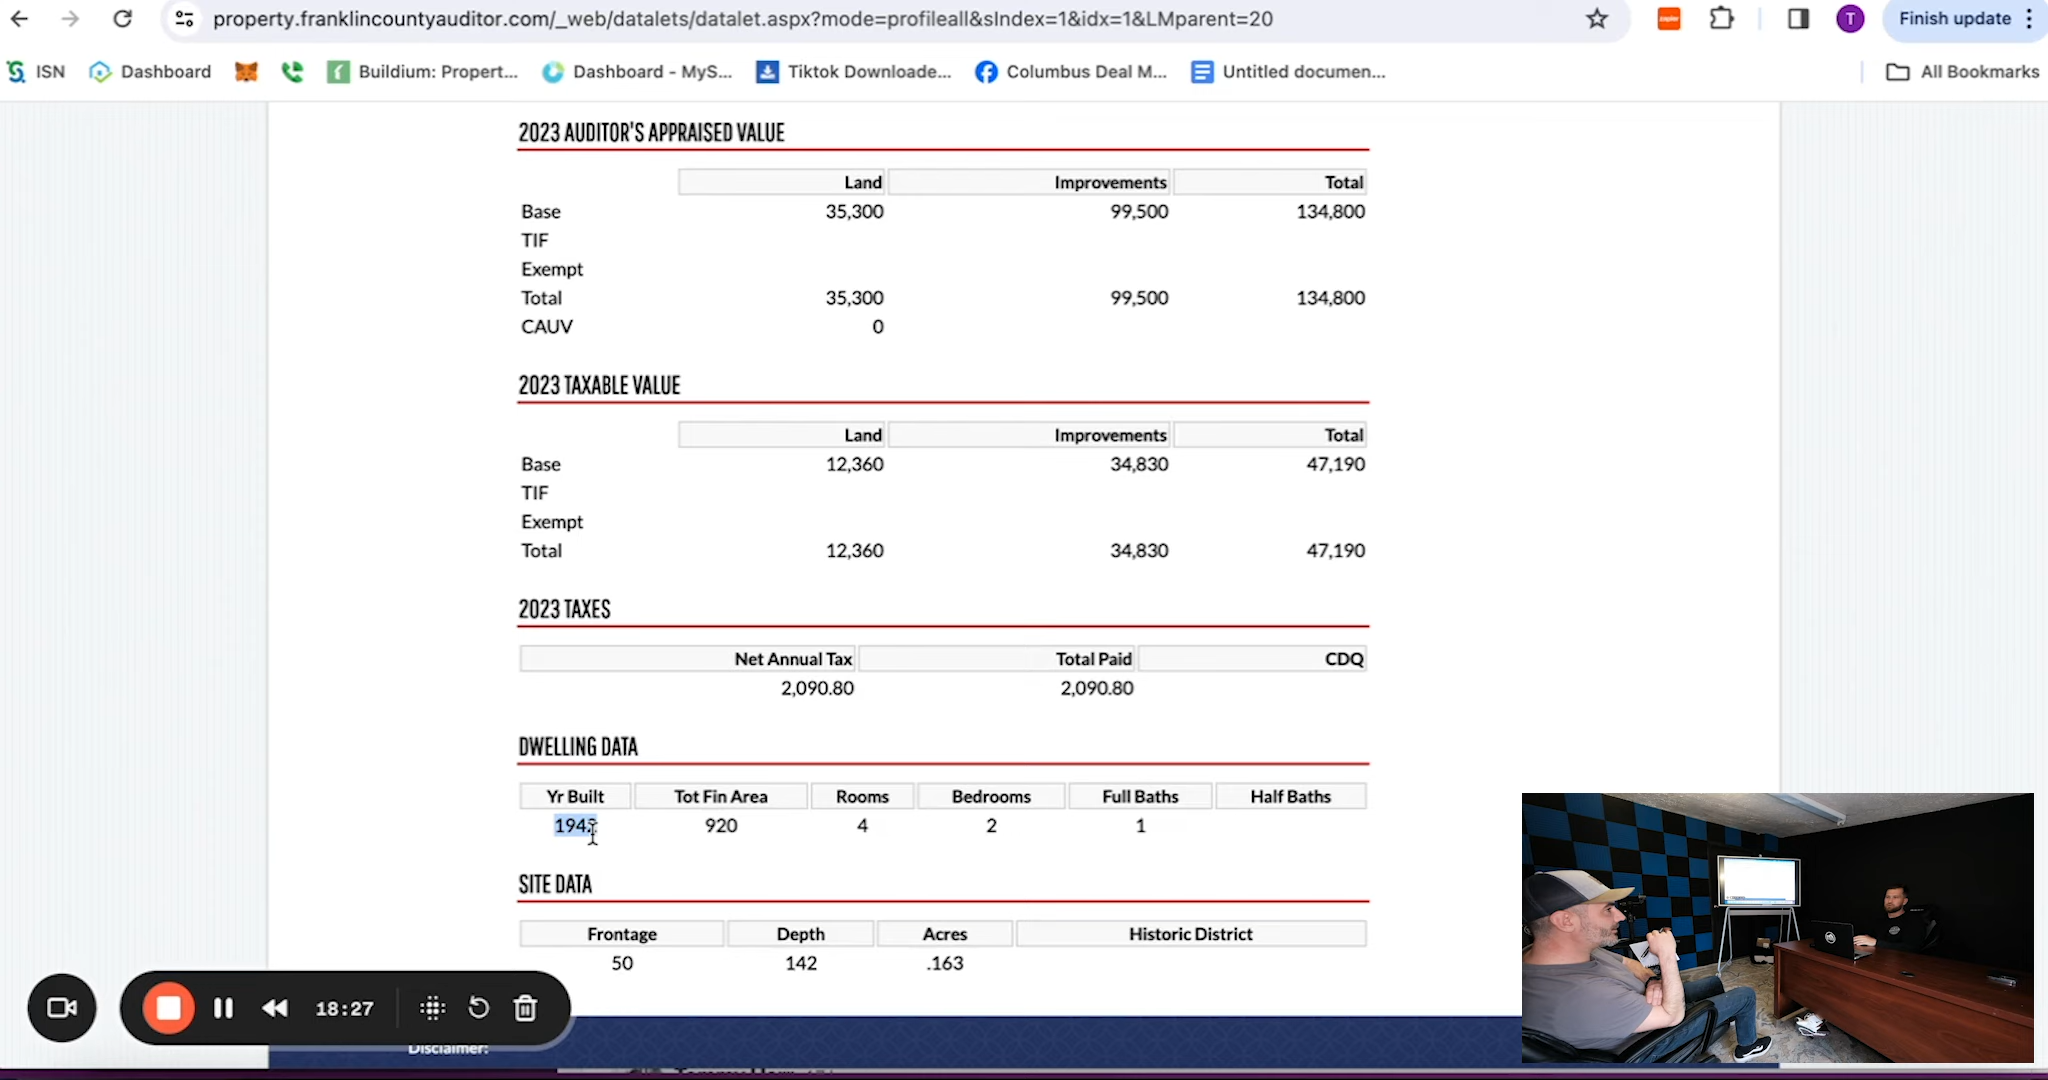 property.franklincountyauditor.com/_web/datalets/datalet.aspx?mode=profileall&sIndex=1&idx=1&LMparent=20
T
Finish update
ISN
Dashboard
Buildium: Propert...
Dashboard - MyS...
Tiktok Downloade...
Columbus Deal M...
Untitled documen...
All Bookmarks
2023 AUDITOR'S APPRAISED VALUE
Land Improvements Total
Base 35,300 99,500 134,800
TIF
Exempt
Total 35,300 99,500 134,800
CAUV 0
2023 TAXABLE VALUE
Land Improvements Total
Base 12,360 34,830 47,190
TIF
Exempt
Total 12,360 34,830 47,190
2023 TAXES
Net Annual Tax Total Paid CDQ
2,090.80 2,090.80
DWELLING DATA
Yr Built Tot Fin Area Rooms Bedrooms Full Baths Half Baths
920 4 2 1
SITE DATA
Frontage Depth Acres Historic District
50 142 .163
18:27
Disclaimer: